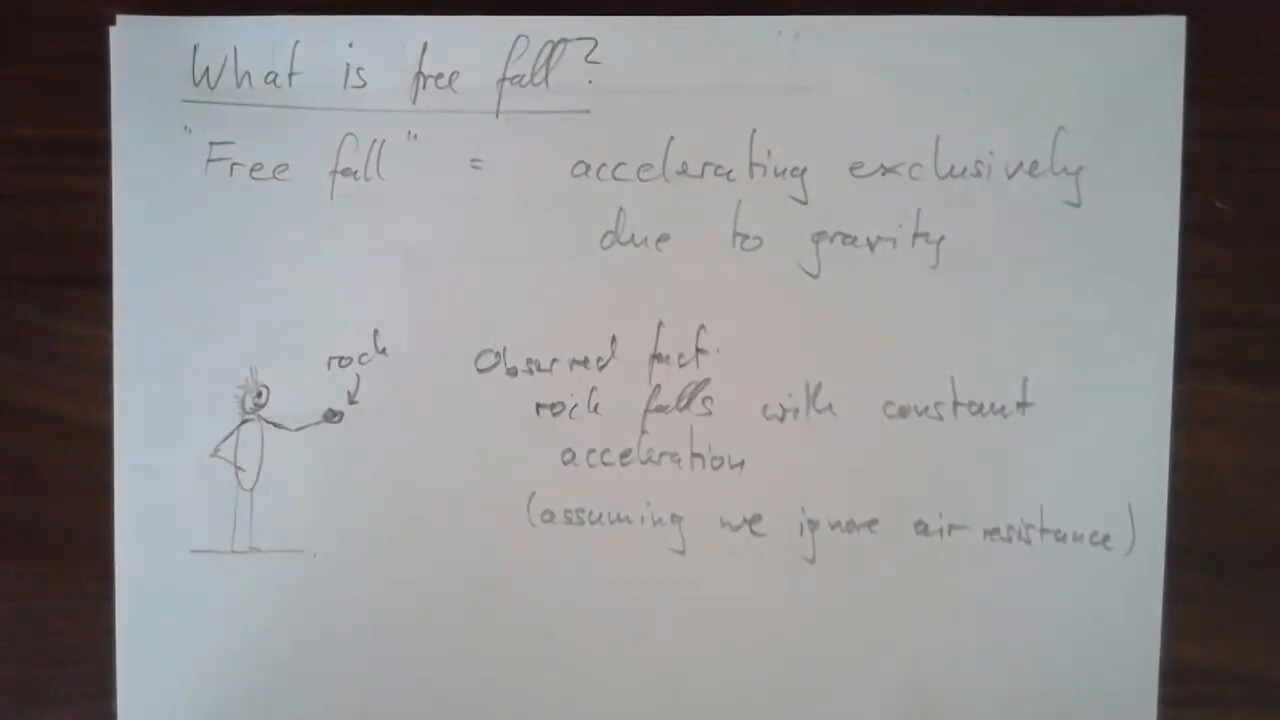 What is free fall?
"Free fall" = accelerating exclusively
due to gravity
rock
Observed fact:
rock falls with constant
acceleration
(assuming we ignore air resistance)